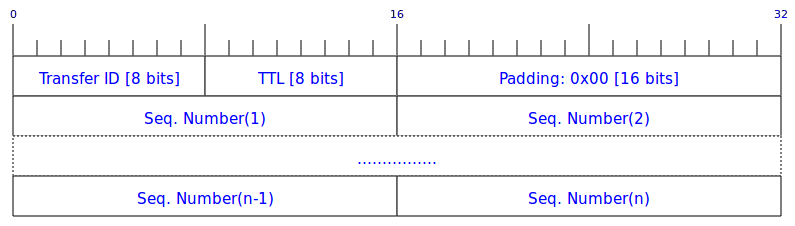 0 16 32
Transfer ID [8 bits] TTL [8 bits] Padding: 0x00 [16 bits]
Seq. Number(1) Seq. Number(2)
................
Seq. Number(n-1) Seq. Number(n)